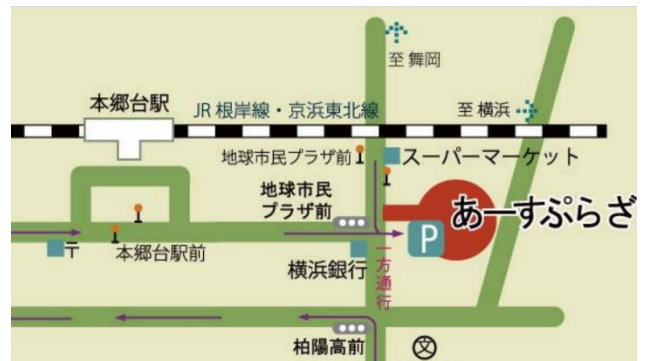 至 舞岡
本郷台駅
JR 根岸線・京浜東北線
至 横浜
地球市民プラザ前
スーパーマーケット
地球市民
プラザ前
あーすぷらざ
P
〒
本郷台駅前
横浜銀行
一方通行
柏陽高前
文